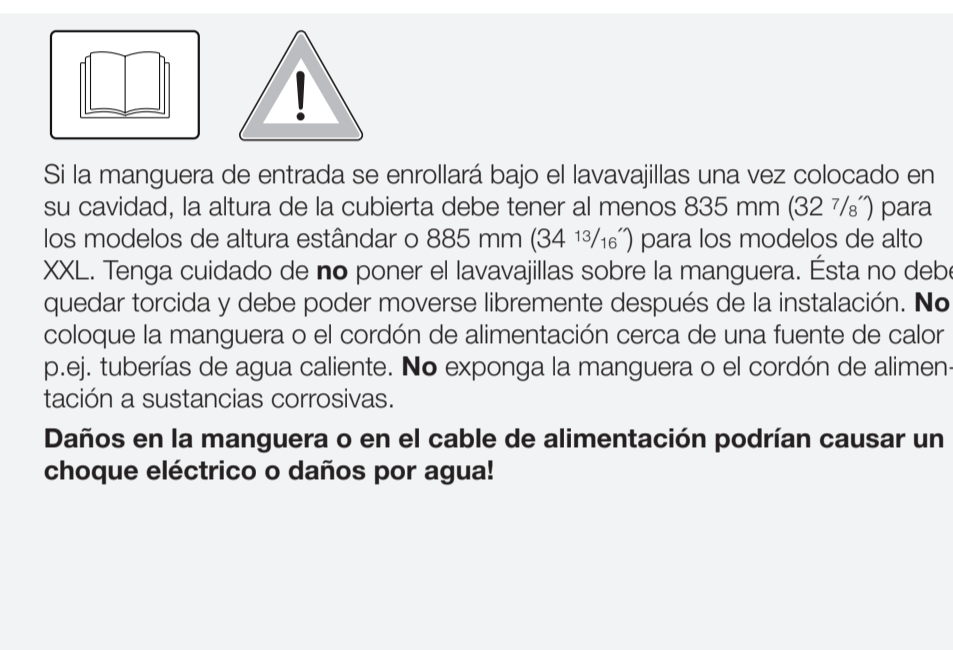 Si la manguera de entrada se enrollará bajo el lavavajillas una vez colocado en
su cavidad, la altura de la cubierta debe tener al menos 835 mm (32 7/8˝) para
los modelos de altura estândar o 885 mm (34 13/16˝) para los modelos de alto
XXL. Tenga cuidado de no poner el lavavajillas sobre la manguera. Ésta no debe
quedar torcida y debe poder moverse libremente después de la instalación. No
coloque la manguera o el cordón de alimentación cerca de una fuente de calor
p.ej. tuberías de agua caliente. No exponga la manguera o el cordón de alimen-
tación a sustancias corrosivas.
Daños en la manguera o en el cable de alimentación podrían causar un
choque eléctrico o daños por agua!